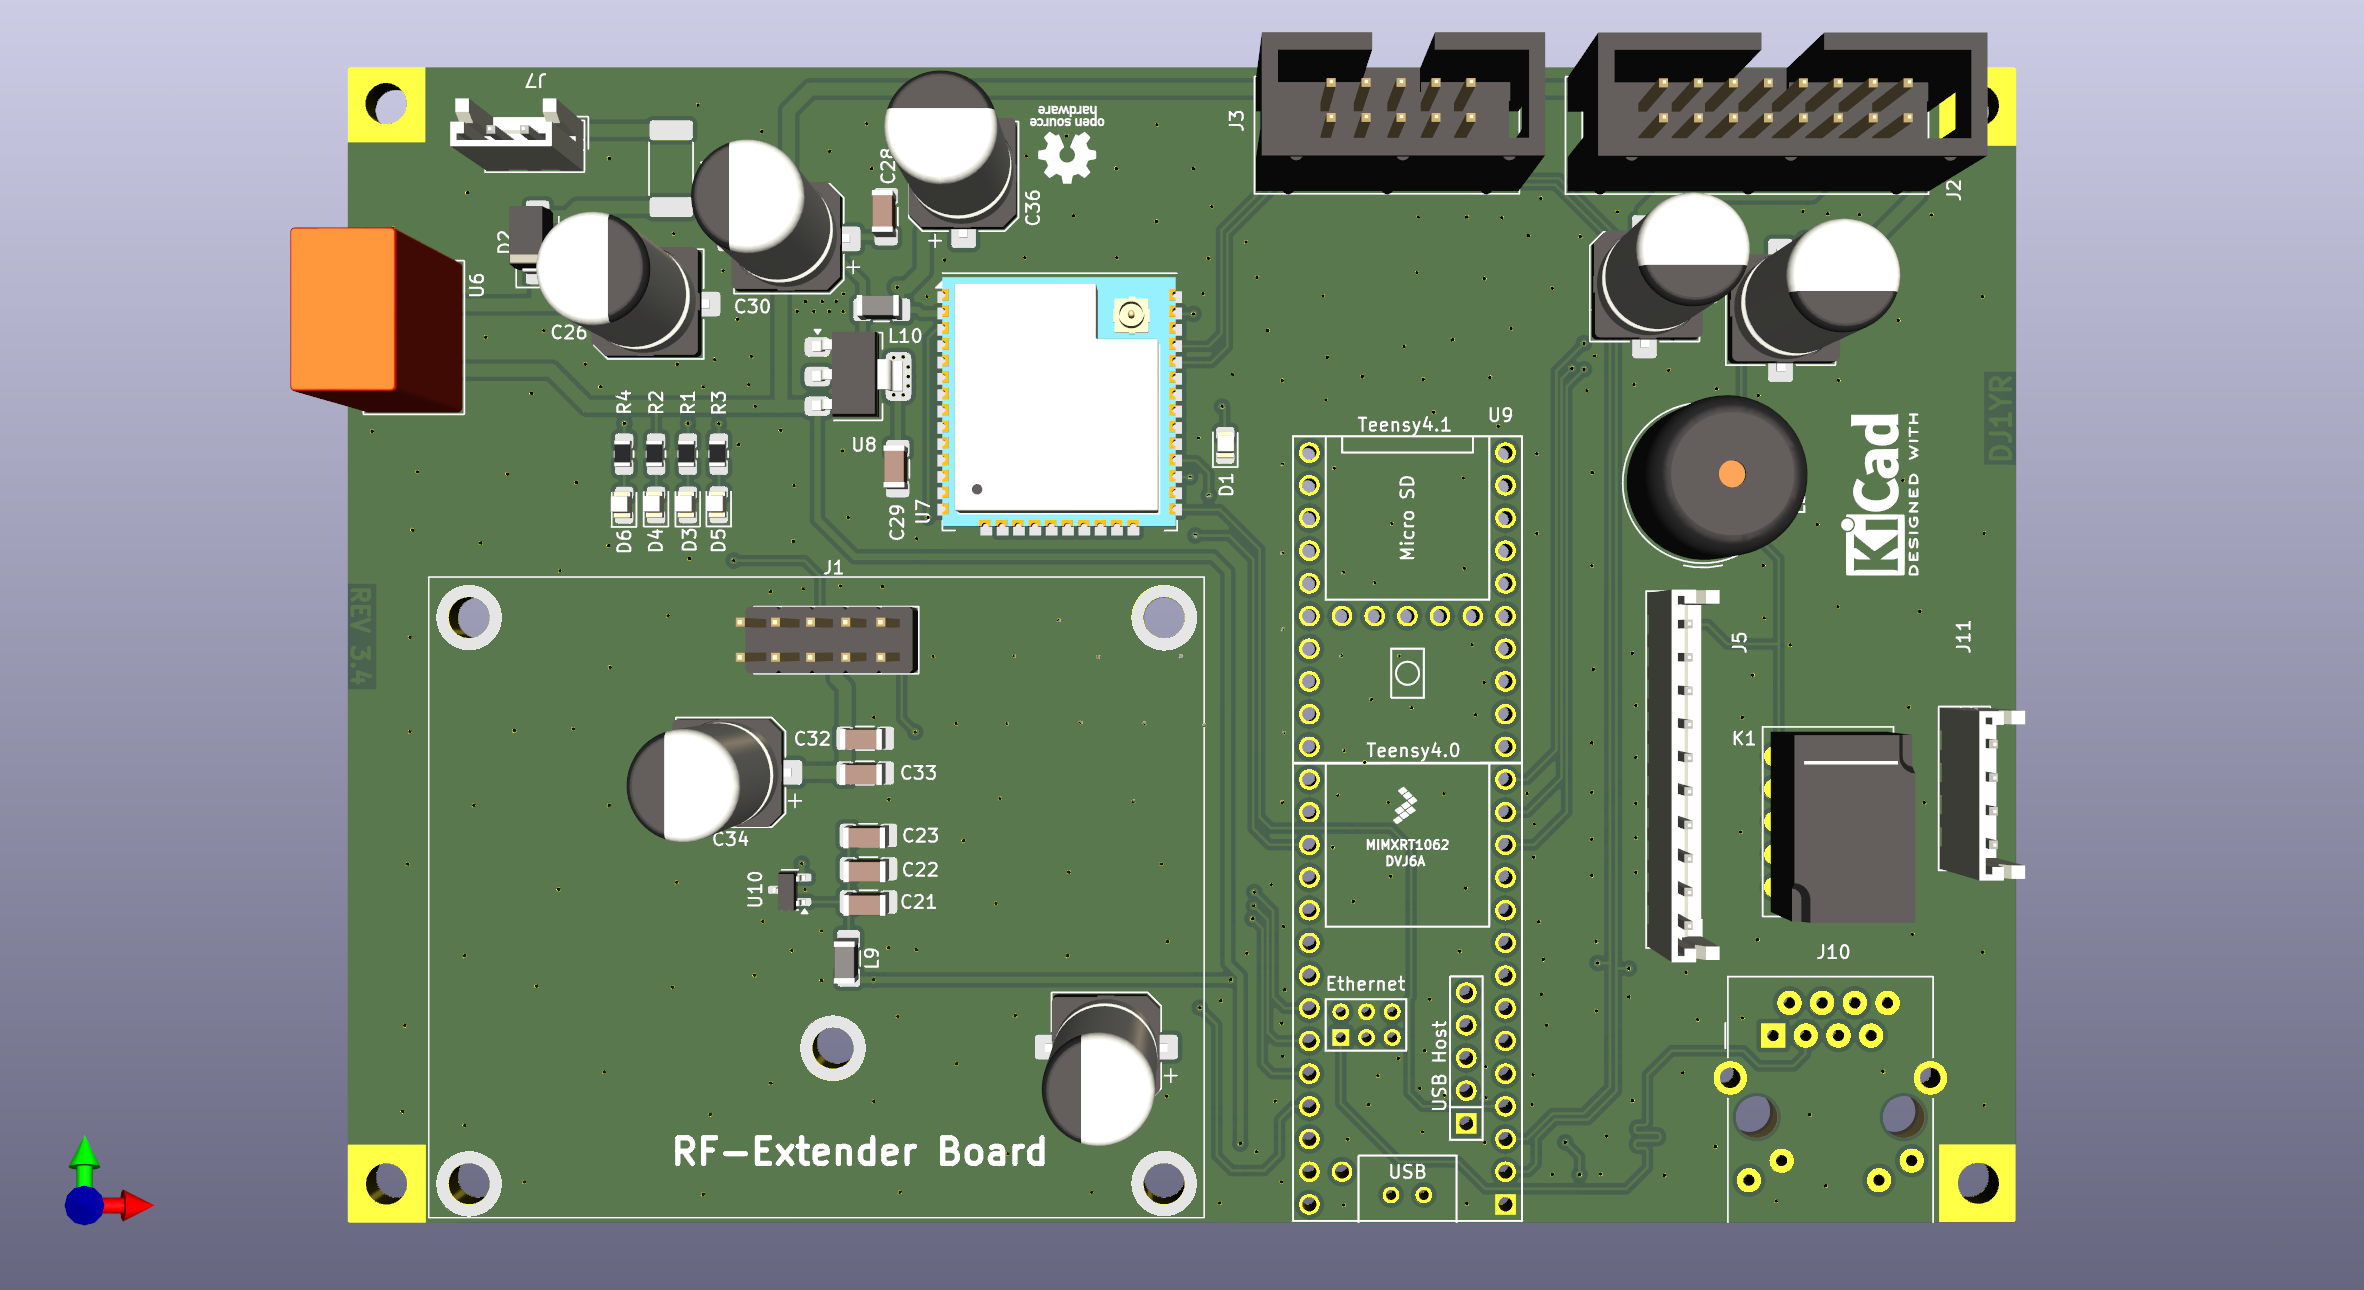 J7
open source
hardware
J3
J2
C28
C36
D2
U6
C26
C30
L10
U8
C29
U7
R4
R2
R1
R3
D6
D4
D3
D5
D1
Teensy4.1
U9
Micro SD
DJ1YR
KiCad
DESIGNED WITH
REV 3.4
J1
J5
J11
C32
C33
C34
K1
Teensy4.0
MIMXRT1062
DVJ6A
C23
C22
C21
U10
L9
J10
Ethernet
USB Host
RF-Extender Board
USB